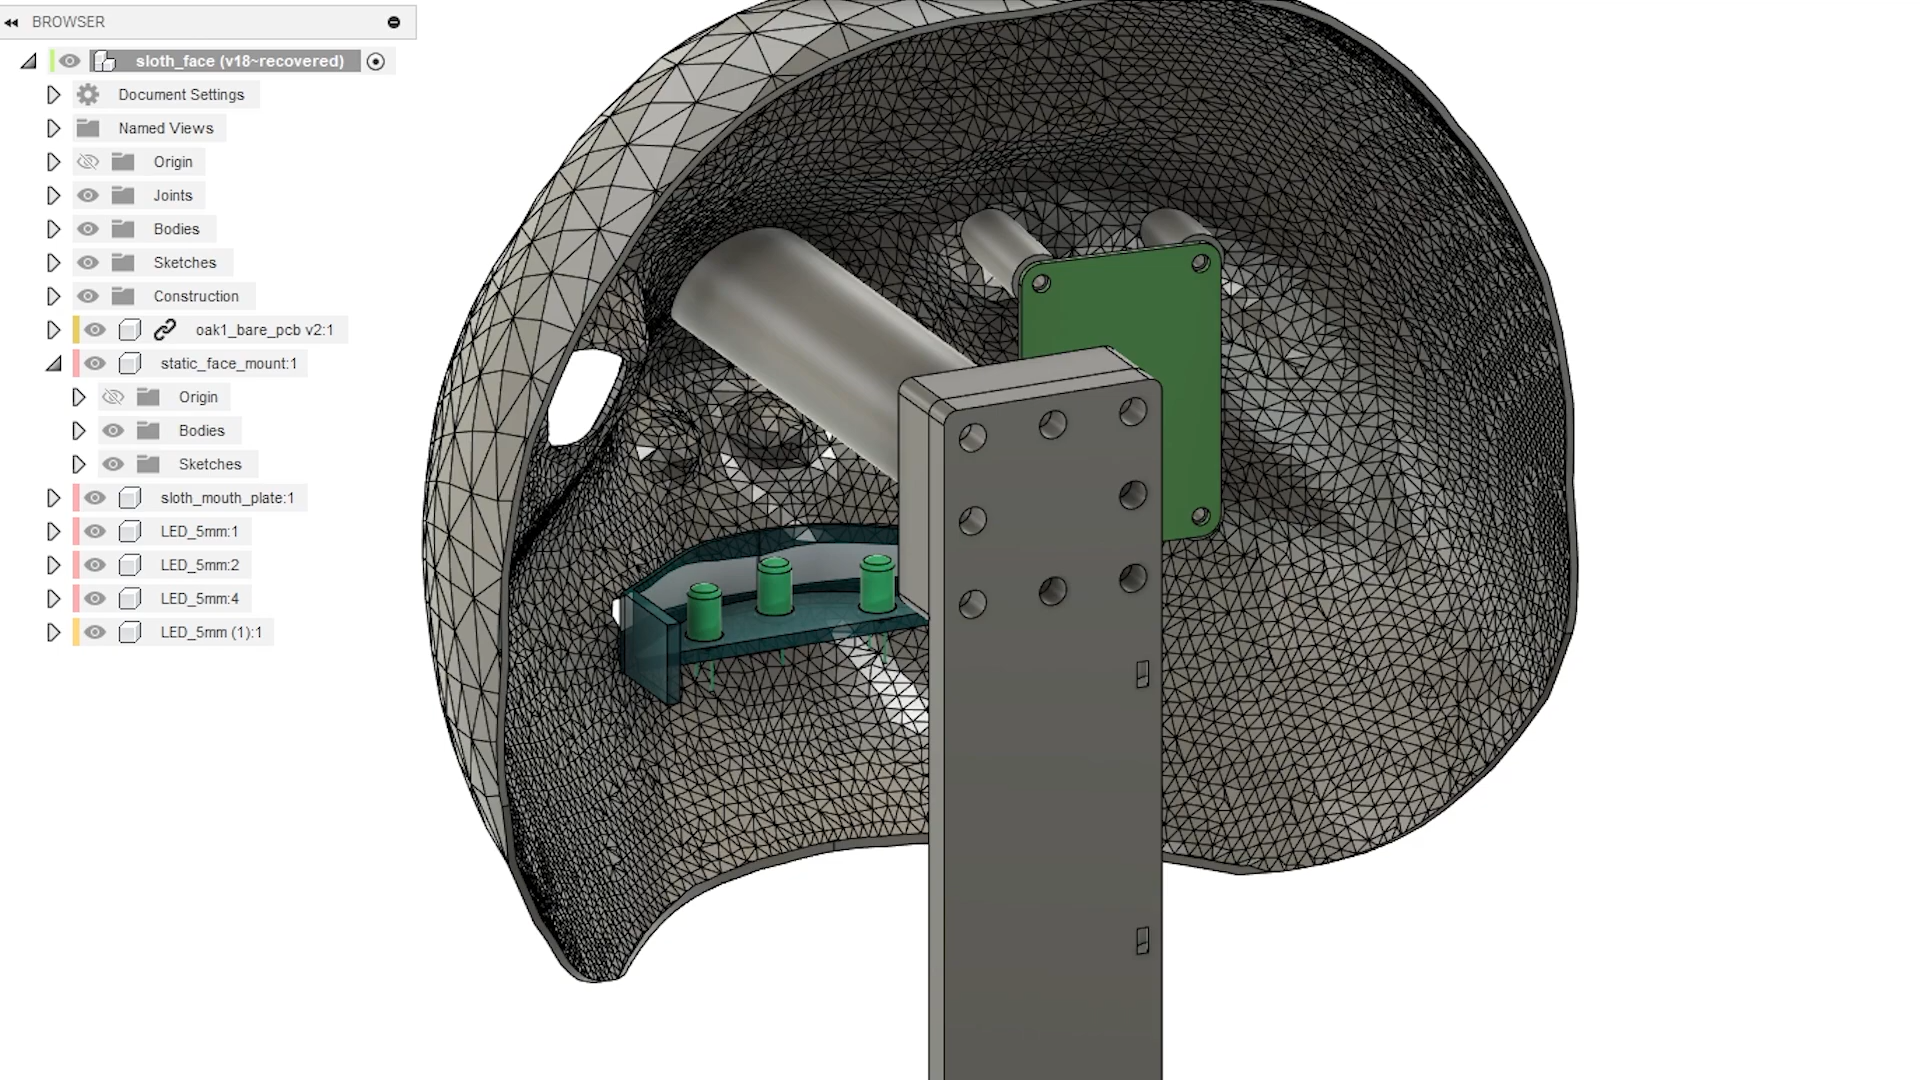 BROWSER
sloth_face (v18~recovered)
Document Settings
Named Views
Origin
Joints
Bodies
Sketches
Construction
oak1_bare_pcb v2:1
static_face_mount:1
Origin
Bodies
Sketches
sloth_mouth_plate:1
LED_5mm:1
LED_5mm:2
LED_5mm:4
LED_5mm (1):1